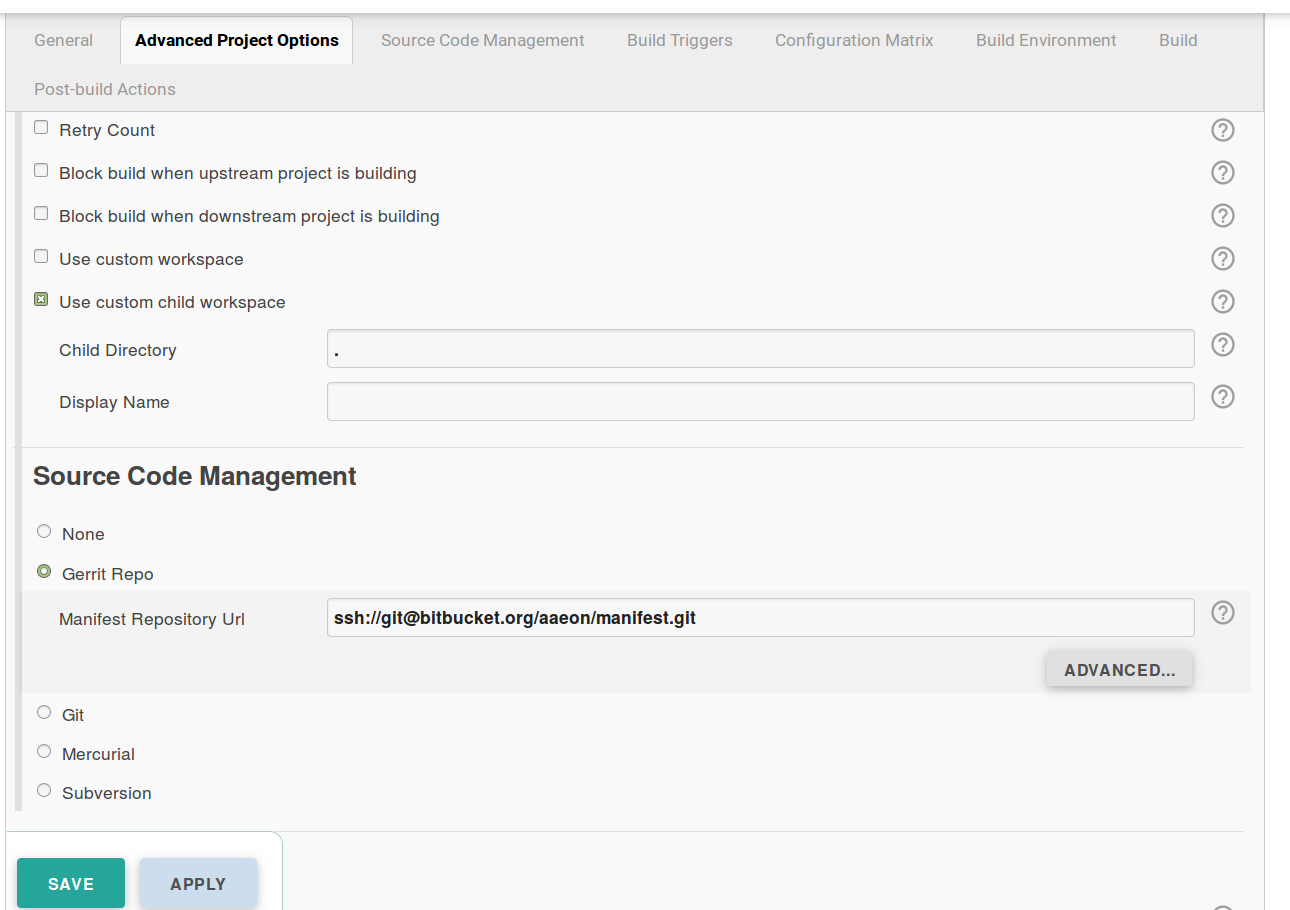 General Advanced Project Options Source Code Management Build Triggers Configuration Matrix Build Environment Build
Post-build Actions
Retry Count ?
Block build when upstream project is building ?
Block build when downstream project is building ?
Use custom workspace ?
Use custom child workspace ?
Child Directory . ?
Display Name ?
Source Code Management
None
Gerrit Repo
Manifest Repository Url ssh://git@bitbucket.org/aaeon/manifest.git ?
ADVANCED...
Git
Mercurial
Subversion
SAVE APPLY